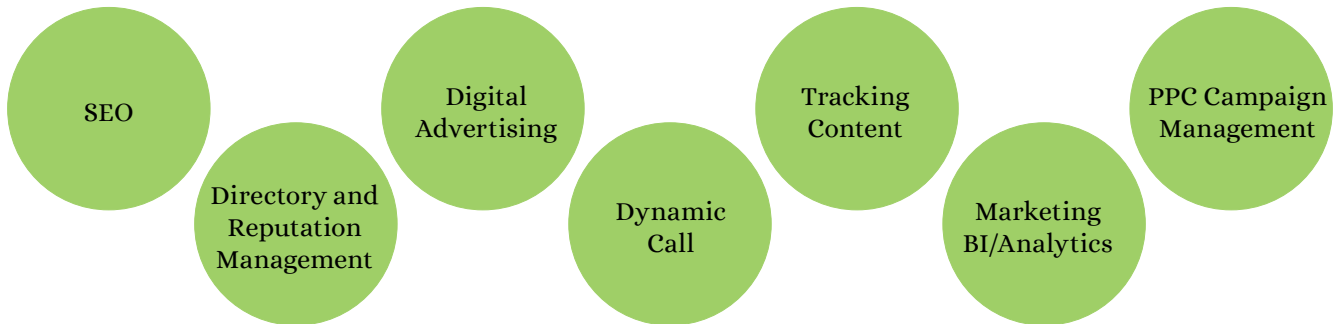 SEO
Directory and
Reputation
Management
Digital
Advertising
Dynamic
Call
Tracking
Content
Marketing
BI/Analytics
PPC Campaign
Management